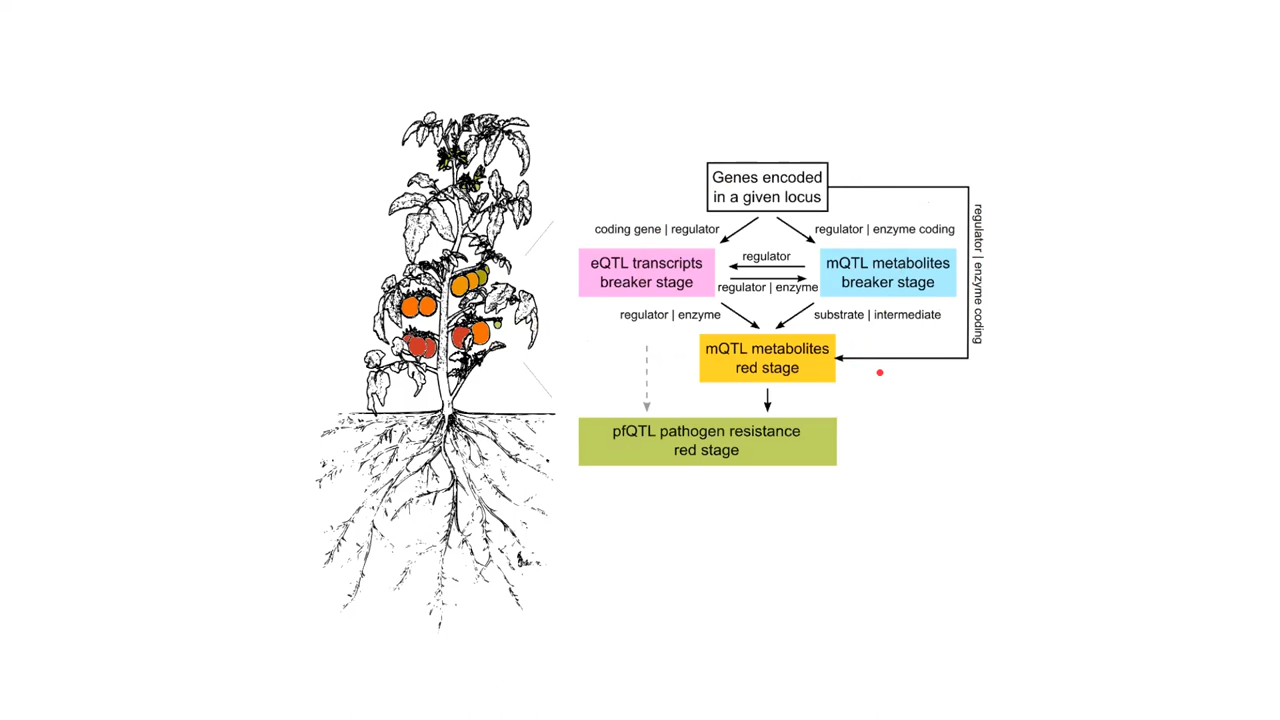 Genes encoded
in a given locus
coding gene | regulator
regulator | enzyme coding
eQTL transcripts
breaker stage
regulator
regulator | enzyme
mQTL metabolites
breaker stage
regulator | enzyme coding
regulator | enzyme
substrate | intermediate
mQTL metabolites
red stage
pfQTL pathogen resistance
red stage